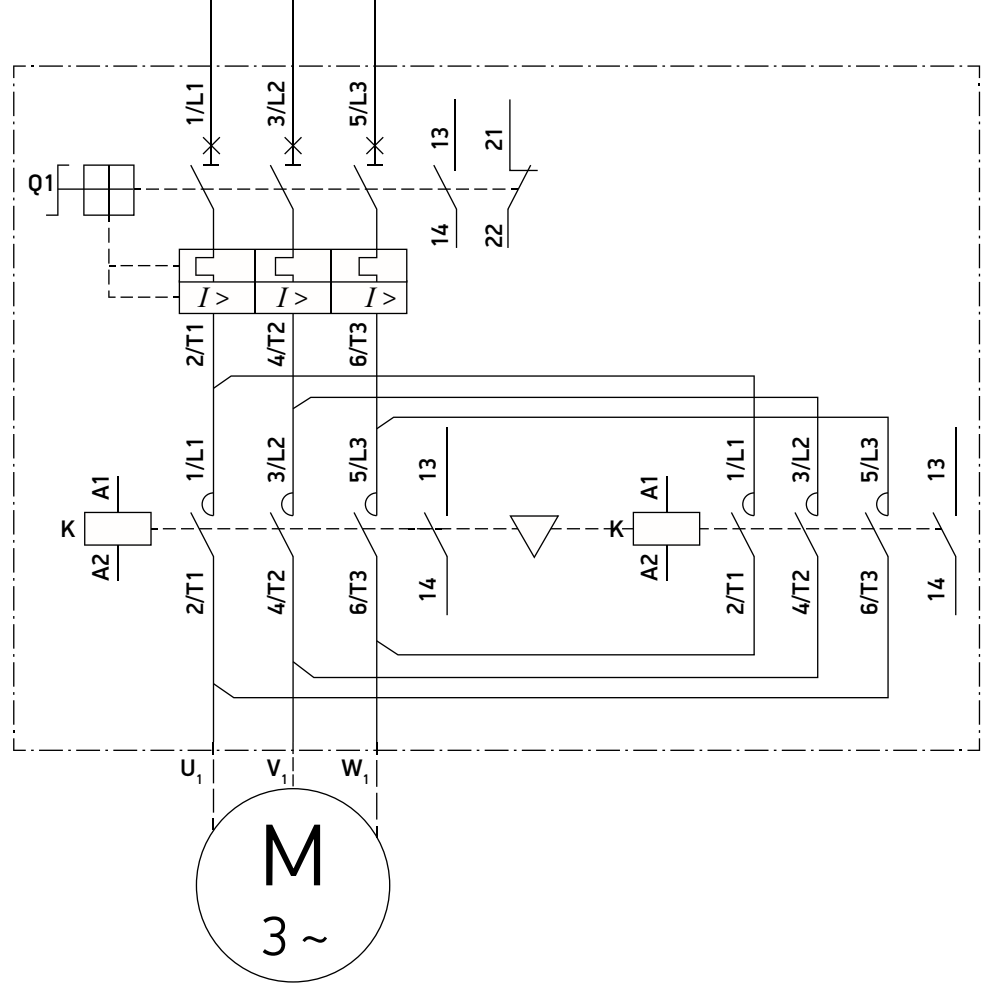 1/L1 3/L2 5/L3 13 21
Q1
14 22
I > I > I >
2/T1 4/T2 6/T3
1/L1 3/L2 5/L3 13 1/L1 3/L2 5/L3 13
A1 A1
K K
A2 A2
2/T1 4/T2 6/T3 14 2/T1 4/T2 6/T3 14
U1 V1 W1
M
3 ~